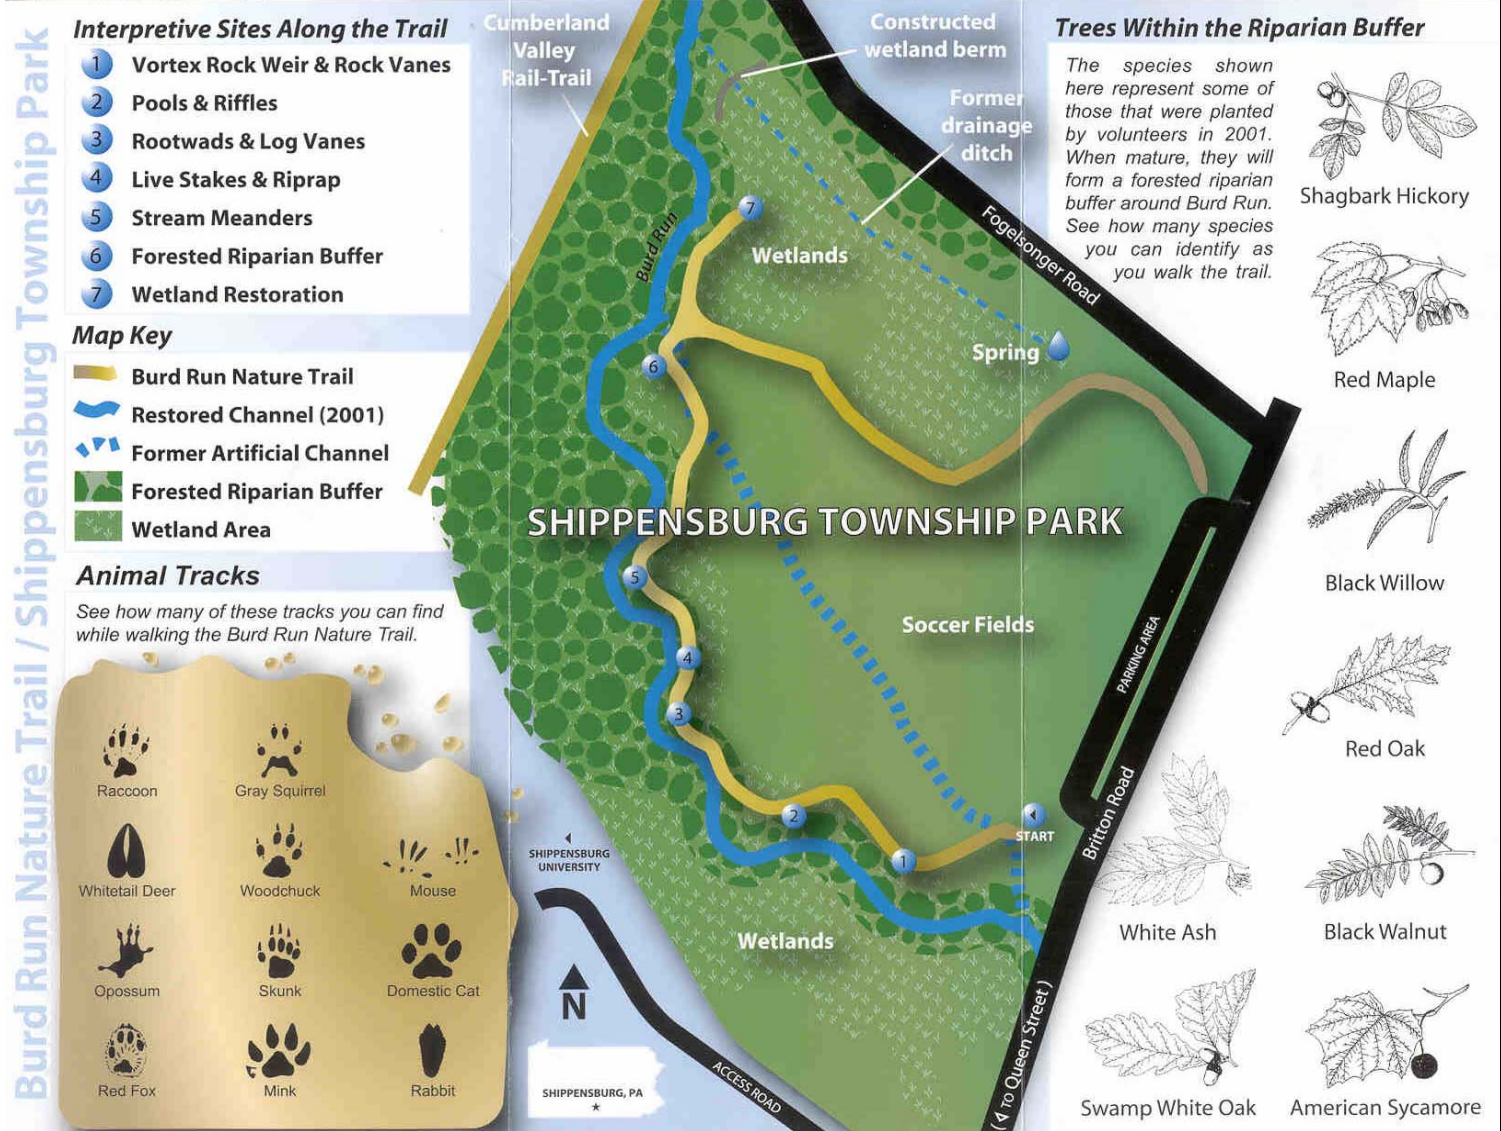 Burd Run Nature Trail / Shippensburg Township Park
Interpretive Sites Along the Trail
1 Vortex Rock Weir & Rock Vanes
2 Pools & Riffles
3 Rootwads & Log Vanes
4 Live Stakes & Riprap
5 Stream Meanders
6 Forested Riparian Buffer
7 Wetland Restoration
Map Key
Burd Run Nature Trail
Restored Channel (2001)
Former Artificial Channel
Forested Riparian Buffer
Wetland Area
Animal Tracks
See how many of these tracks you can find
while walking the Burd Run Nature Trail.
Raccoon
Gray Squirrel
Whitetail Deer
Woodchuck
Mouse
Opossum
Skunk
Domestic Cat
Red Fox
Mink
Rabbit
Cumberland
Valley
Rail-Trail
Constructed
wetland berm
Former
drainage
ditch
Burd Run
7
Wetlands
Fogelsonger Road
Spring
6
SHIPPENSBURG TOWNSHIP PARK
5
Soccer Fields
PARKING AREA
4
3
2
START
1
Britton Road
SHIPPENSBURG
UNIVERSITY
Wetlands
N
SHIPPENSBURG, PA
ACCESS ROAD
( TO Queen Street )
Trees Within the Riparian Buffer
The species shown
here represent some of
those that were planted
by volunteers in 2001.
When mature, they will
form a forested riparian
buffer around Burd Run.
See how many species
you can identify as
you walk the trail.
Shagbark Hickory
Red Maple
Black Willow
Red Oak
White Ash
Black Walnut
Swamp White Oak
American Sycamore